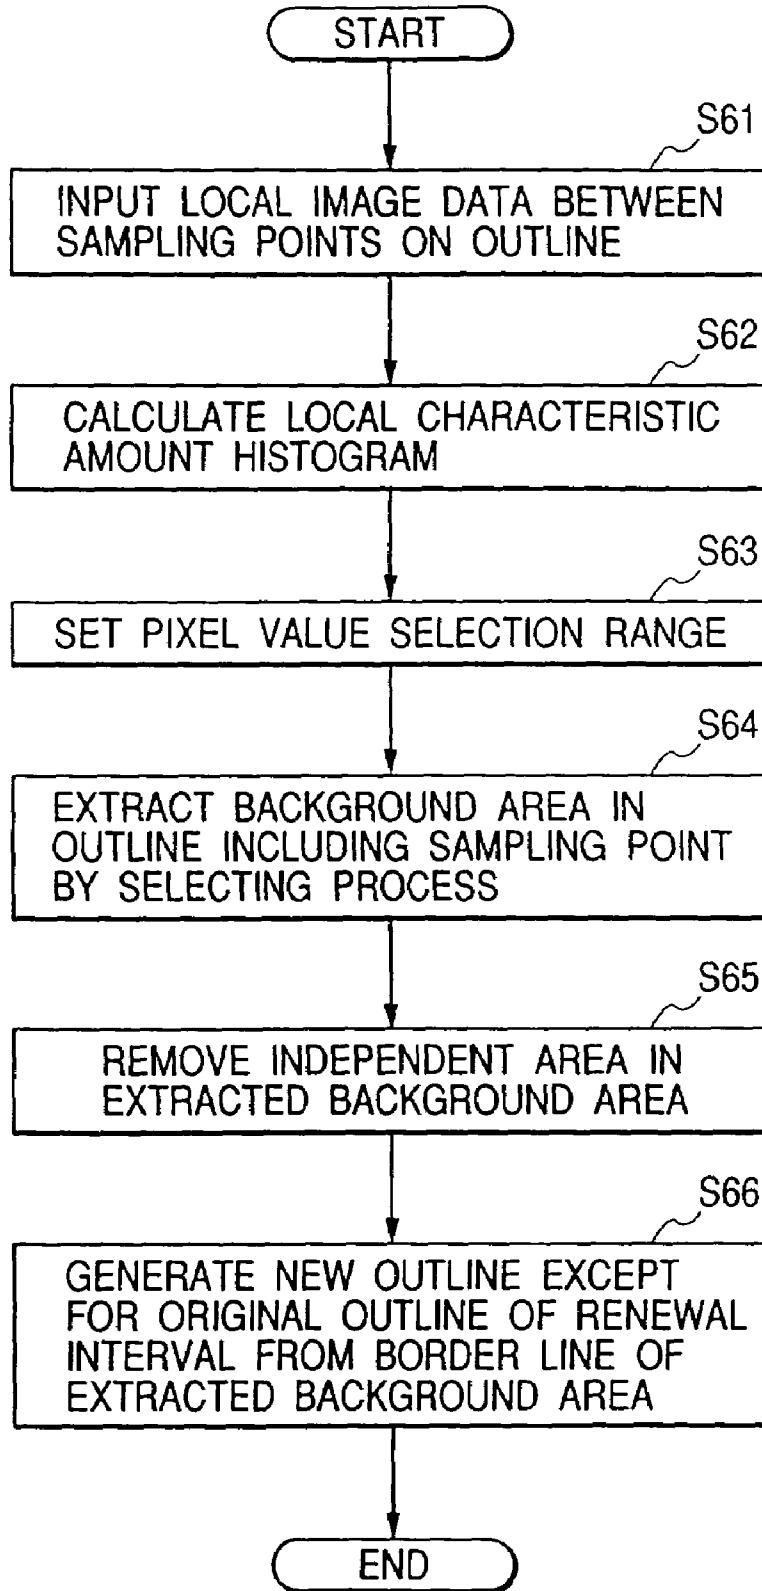 START
S61
INPUT LOCAL IMAGE DATA BETWEEN
SAMPLING POINTS ON OUTLINE
S62
CALCULATE LOCAL CHARACTERISTIC
AMOUNT HISTOGRAM
S63
SET PIXEL VALUE SELECTION RANGE
S64
EXTRACT BACKGROUND AREA IN
OUTLINE INCLUDING SAMPLING POINT
BY SELECTING PROCESS
S65
REMOVE INDEPENDENT AREA IN
EXTRACTED BACKGROUND AREA
S66
GENERATE NEW OUTLINE EXCEPT
FOR ORIGINAL OUTLINE OF RENEWAL
INTERVAL FROM BORDER LINE OF
EXTRACTED BACKGROUND AREA
END